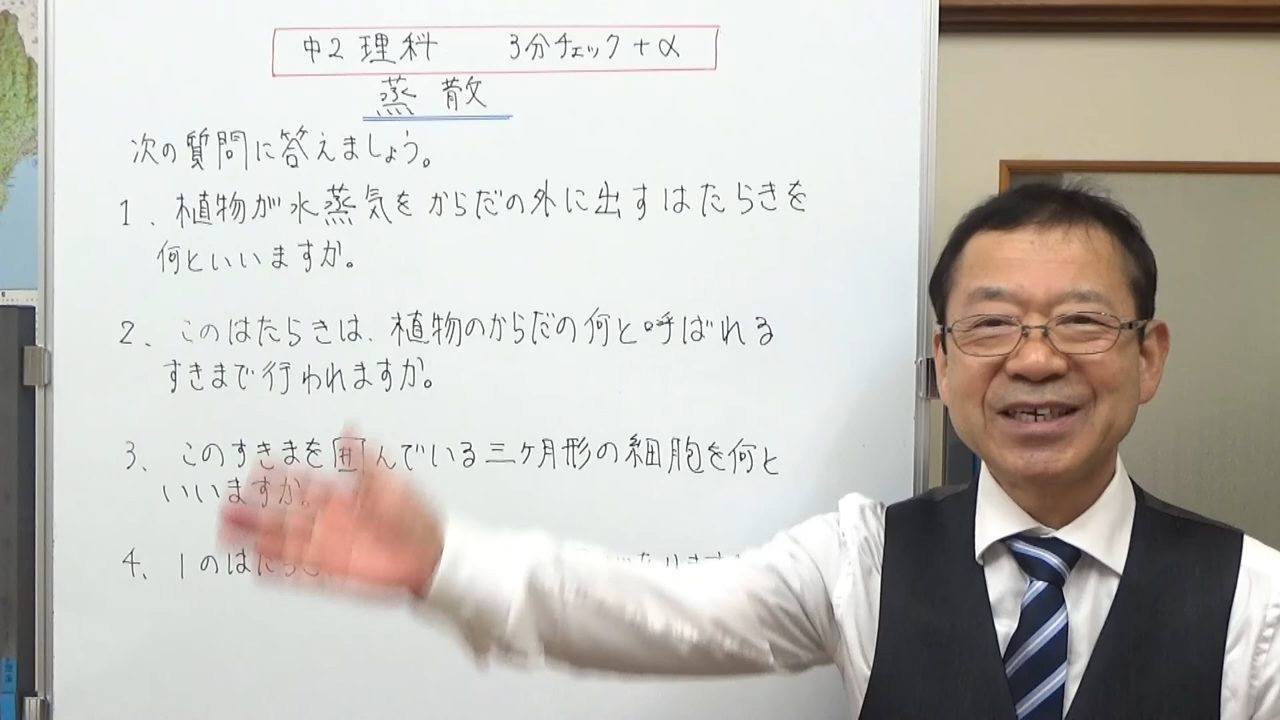 中2 理科 3分チェック+α
蒸散
次の質問に答えましょう。
1. 植物が水蒸気をからだの外に出すはたらきを
何といいますか。
2. このはたらきは、植物のからだの何と呼ばれる
すきまで行われますか。
3、このすきまを囲んでいる三ヶ月形の細胞を何と
いいますか。
4、1のはたらき